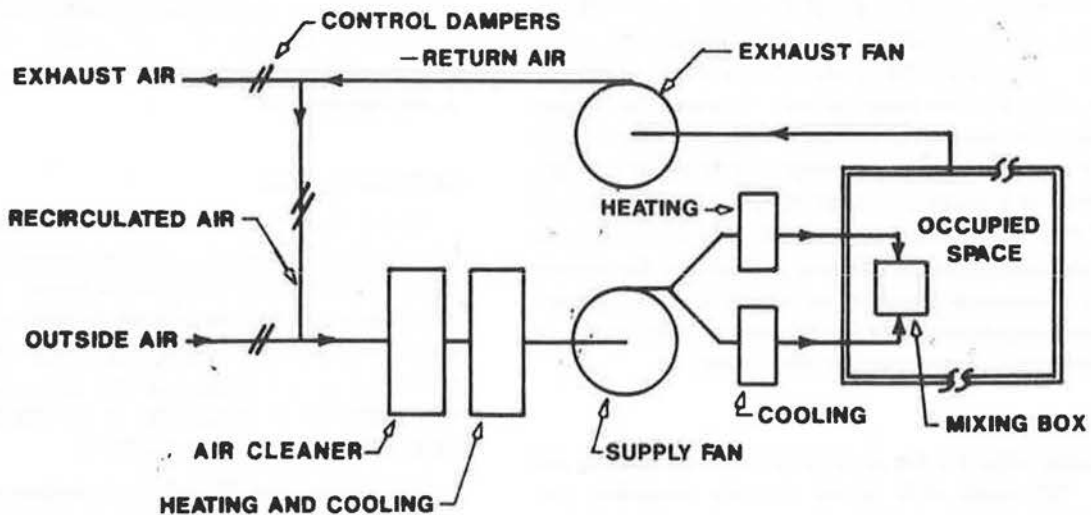 CONTROL DAMPERS
RETURN AIR
EXHAUST FAN
EXHAUST AIR
HEATING
RECIRCULATED AIR
OCCUPIED
SPACE
OUTSIDE AIR
COOLING
MIXING BOX
AIR CLEANER
SUPPLY FAN
HEATING AND COOLING